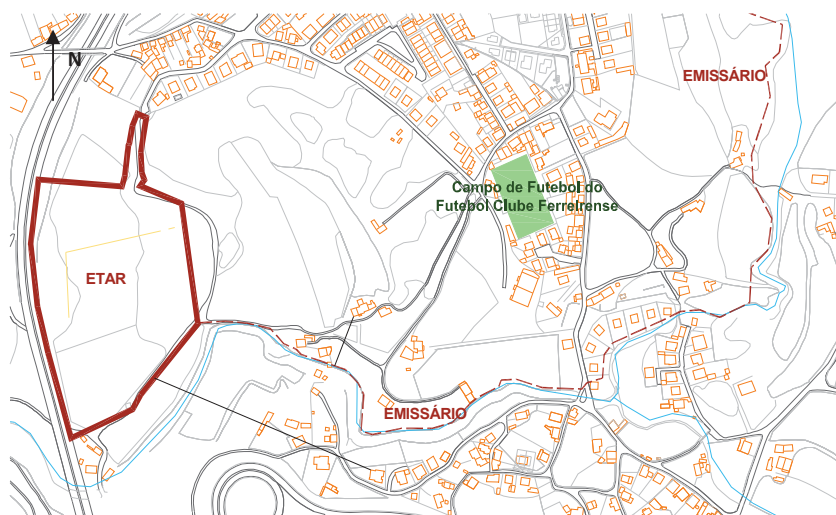 N
EMISSÁRIO
Campo de Futebol do
Futebol Clube Ferreirense
ETAR
EMISSÁRIO